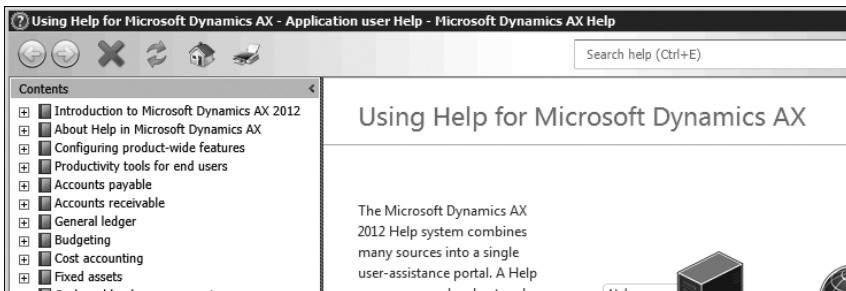 Using Help for Microsoft Dynamics AX - Application user Help - Microsoft Dynamics AX Help
Search help (Ctrl+E)
Contents
Introduction to Microsoft Dynamics AX 2012
About Help in Microsoft Dynamics AX
Configuring product-wide features
Productivity tools for end users
Accounts payable
Accounts receivable
General ledger
Budgeting
Cost accounting
Fixed assets
Using Help for Microsoft Dynamics AX
The Microsoft Dynamics AX
2012 Help system combines
many sources into a single
user-assistance portal. A Help